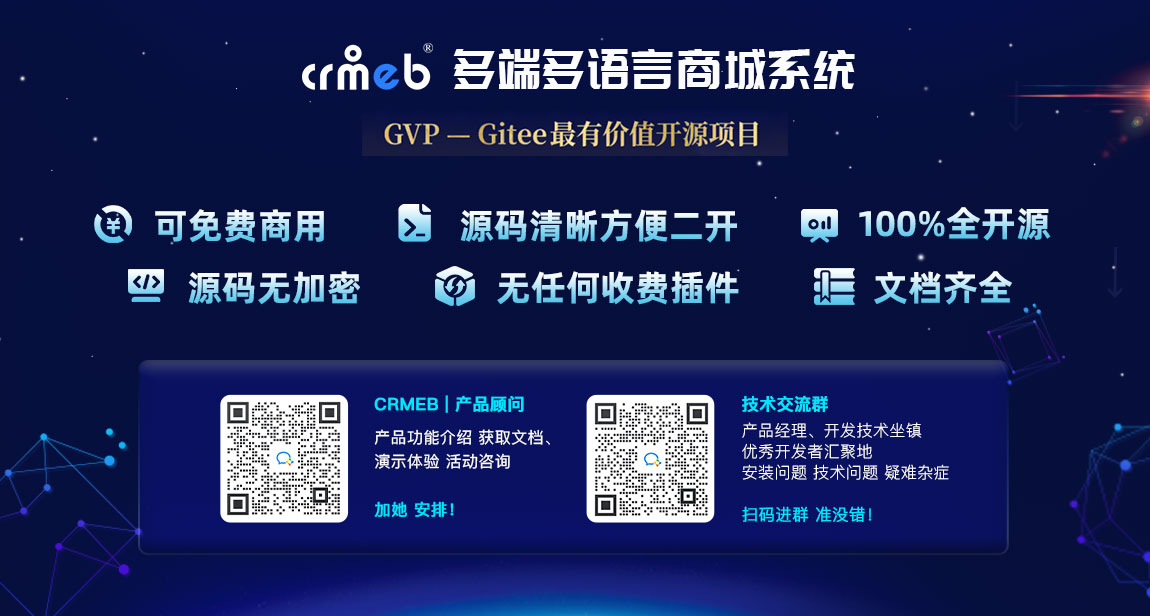 crmeb® 多端多语言商城系统
GVP — Gitee最有价值开源项目
可免费商用 源码清晰方便二开 100%全开源
源码无加密 无任何收费插件 文档齐全
CRMEB | 产品顾问
产品功能介绍 获取文档、
演示体验 活动咨询
加她 安排！
技术交流群
产品经理、开发技术坐镇
优秀开发者汇聚地
安装问题 技术问题 疑难杂症
扫码进群 准没错！